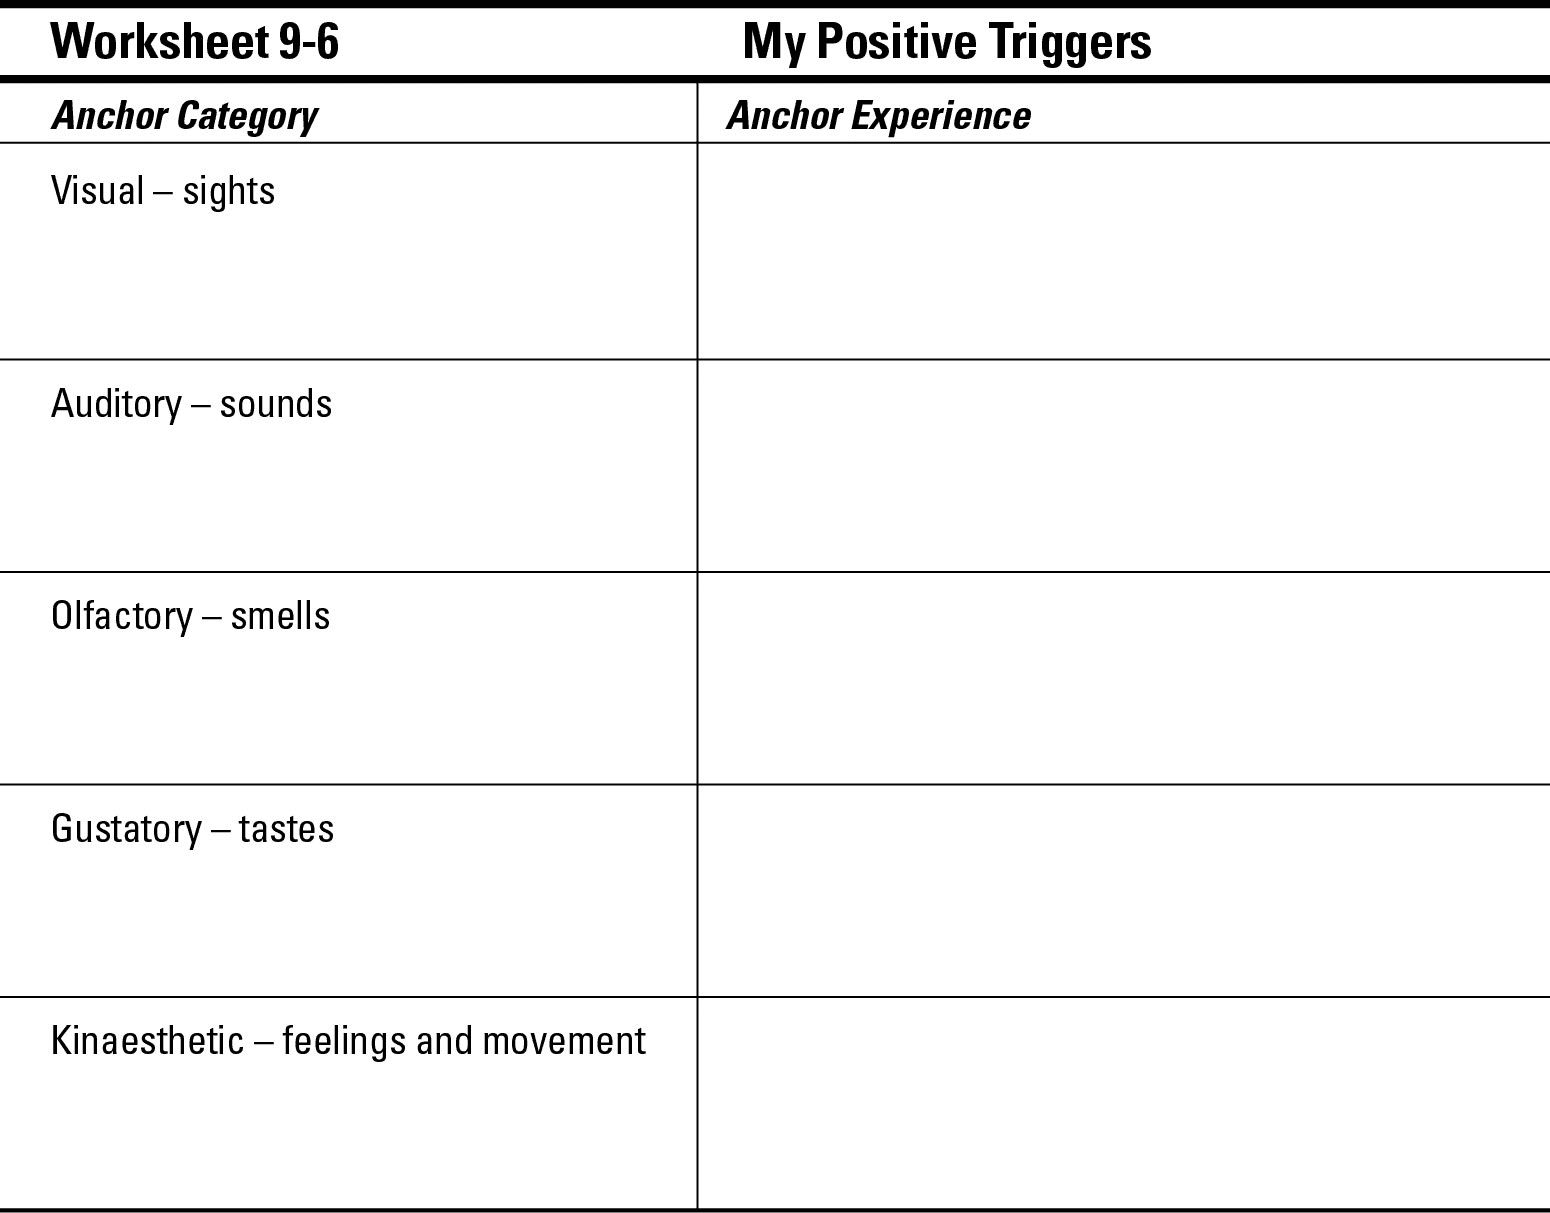 Worksheet 9-6 My Positive Triggers
Anchor Category Anchor Experience
Visual – sights
Auditory – sounds
Olfactory – smells
Gustatory – tastes
Kinaesthetic – feelings and movement